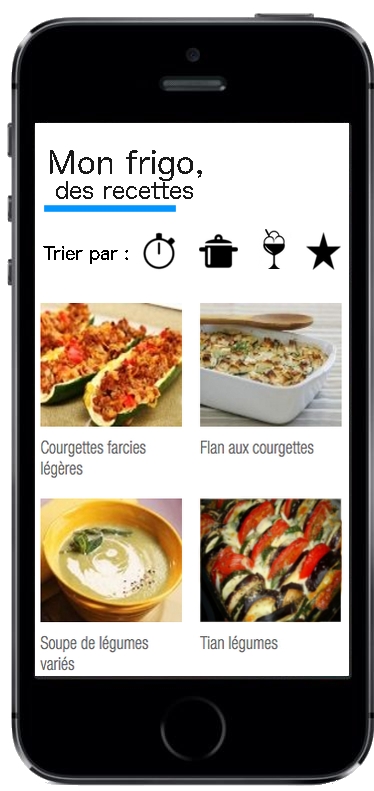 Mon frigo,
des recettes
Trier par :
Courgettes farcies
légères
Flan aux courgettes
Soupe de légumes
variés
Tian légumes